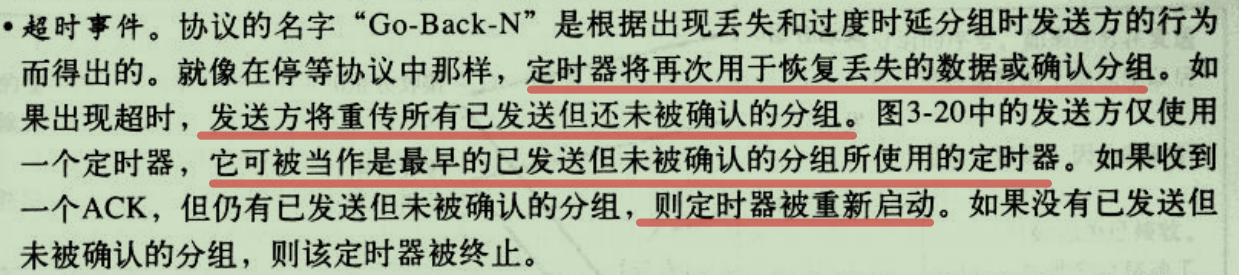 •超时事件。协议的名字“Go-Back-N”是根据出现丢失和过度时延分组时发送方的行为
而得出的。就像在停等协议中那样，定时器将再次用于恢复丢失的数据或确认分组。如
果出现超时，发送方将重传所有已发送但还未被确认的分组。图3-20中的发送方仅使用
一个定时器，它可被当作是最早的已发送但未被确认的分组所使用的定时器。如果收到
一个ACK，但仍有已发送但未被确认的分组，则定时器被重新启动。如果没有已发送但
未被确认的分组，则该定时器被终止。